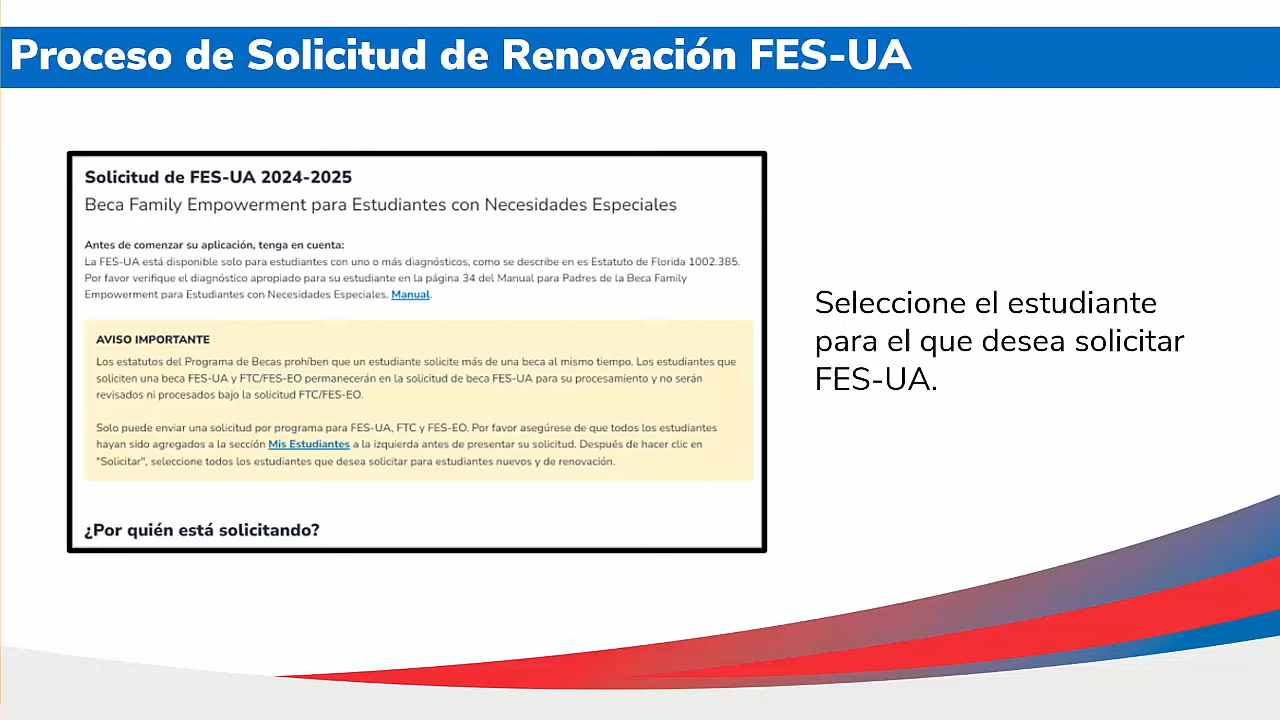 Proceso de Solicitud de Renovación FES-UA
Solicitud de FES-UA 2024-2025
Beca Family Empowerment para Estudiantes con Necesidades Especiales
Antes de comenzar su aplicación, tenga en cuenta:
La FES-UA está disponible solo para estudiantes con uno o más diagnósticos, como se describe en es Estatuto de Florida 1002.385.
Por favor verifique el diagnóstico apropiado para su estudiante en la página 34 del Manual para Padres de la Beca Family
Empowerment para Estudiantes con Necesidades Especiales. Manual.
AVISO IMPORTANTE
Los estatutos del Programa de Becas prohíben que un estudiante solicite más de una beca al mismo tiempo. Los estudiantes que
soliciten una beca FES-UA y FTC/FES-EO permanecerán en la solicitud de beca FES-UA para su procesamiento y no serán
revisados ni procesados bajo la solicitud FTC/FES-EO.
Solo puede enviar una solicitud por programa para FES-UA, FTC y FES-EO. Por favor asegúrese de que todos los estudiantes
hayan sido agregados a la sección Mis Estudiantes a la izquierda antes de presentar su solicitud. Después de hacer clic en
"Solicitar", seleccione todos los estudiantes que desea solicitar para estudiantes nuevos y de renovación.
¿Por quién está solicitando?
Seleccione el estudiante
para el que desea solicitar
FES-UA.